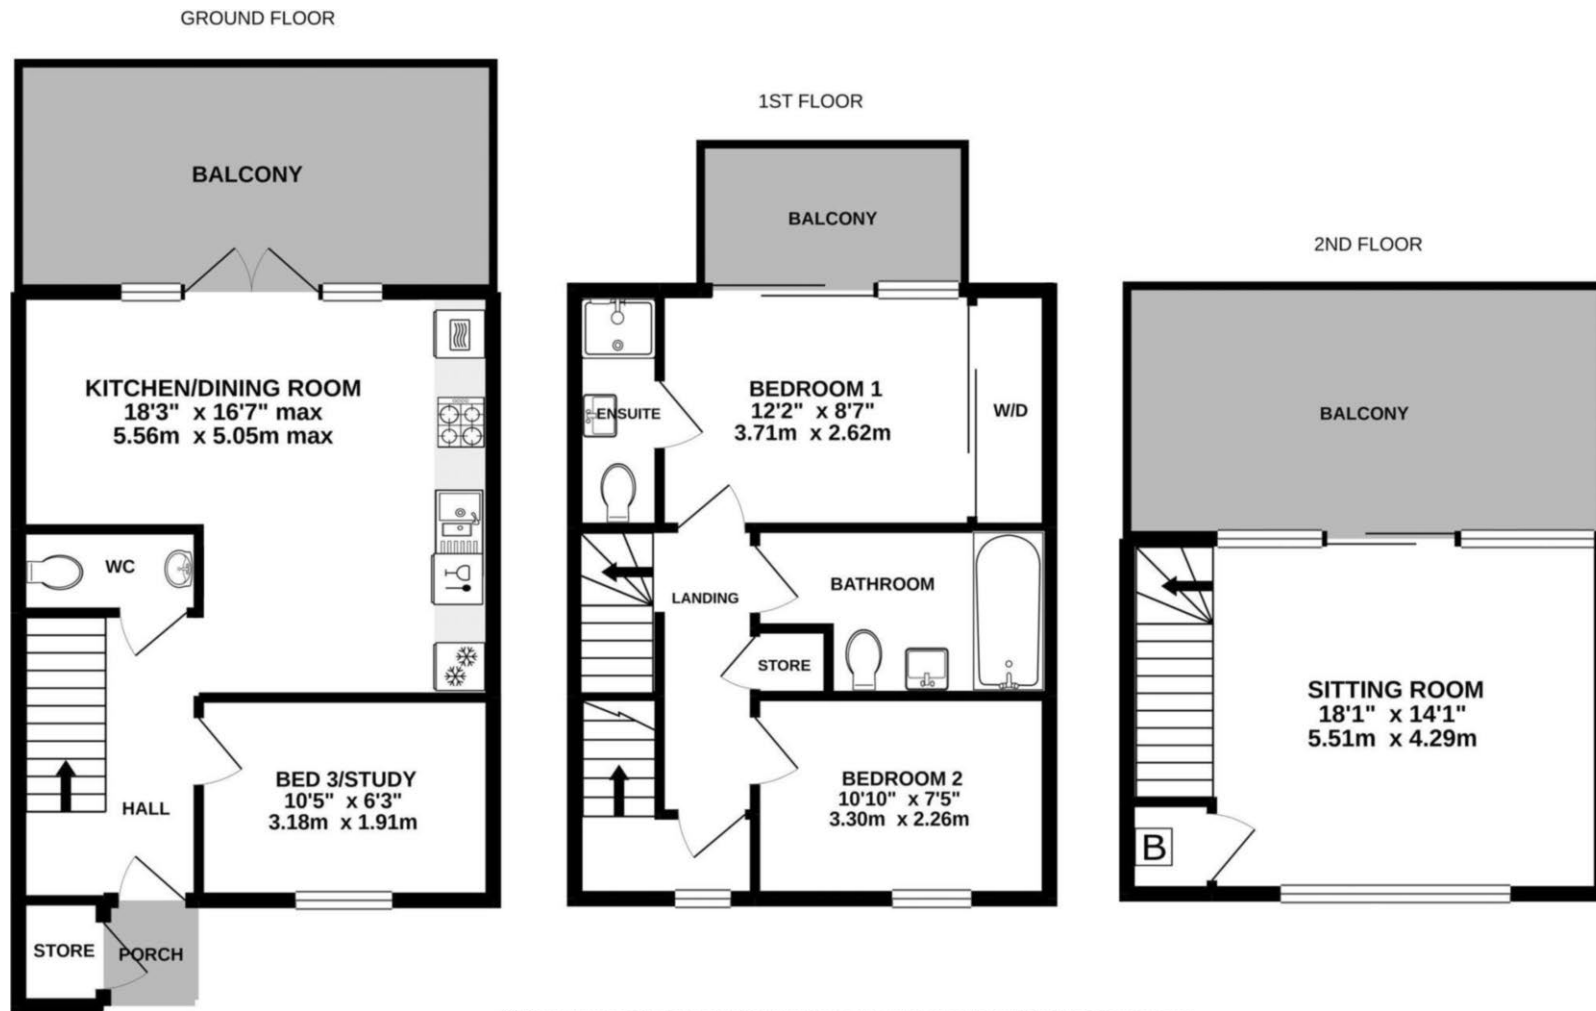 GROUND FLOOR
BALCONY
KITCHEN/DINING ROOM
18'3" x 16'7" max
5.56m x 5.05m max
WC
HALL
BED 3/STUDY
10'5" x 6'3"
3.18m x 1.91m
STORE
PORCH
1ST FLOOR
BALCONY
ENSUITE
BEDROOM 1
12'2" x 8'7"
3.71m x 2.62m
W/D
LANDING
BATHROOM
STORE
BEDROOM 2
10'10" x 7'5"
3.30m x 2.26m
2ND FLOOR
BALCONY
SITTING ROOM
18'1" x 14'1"
5.51m x 4.29m
B